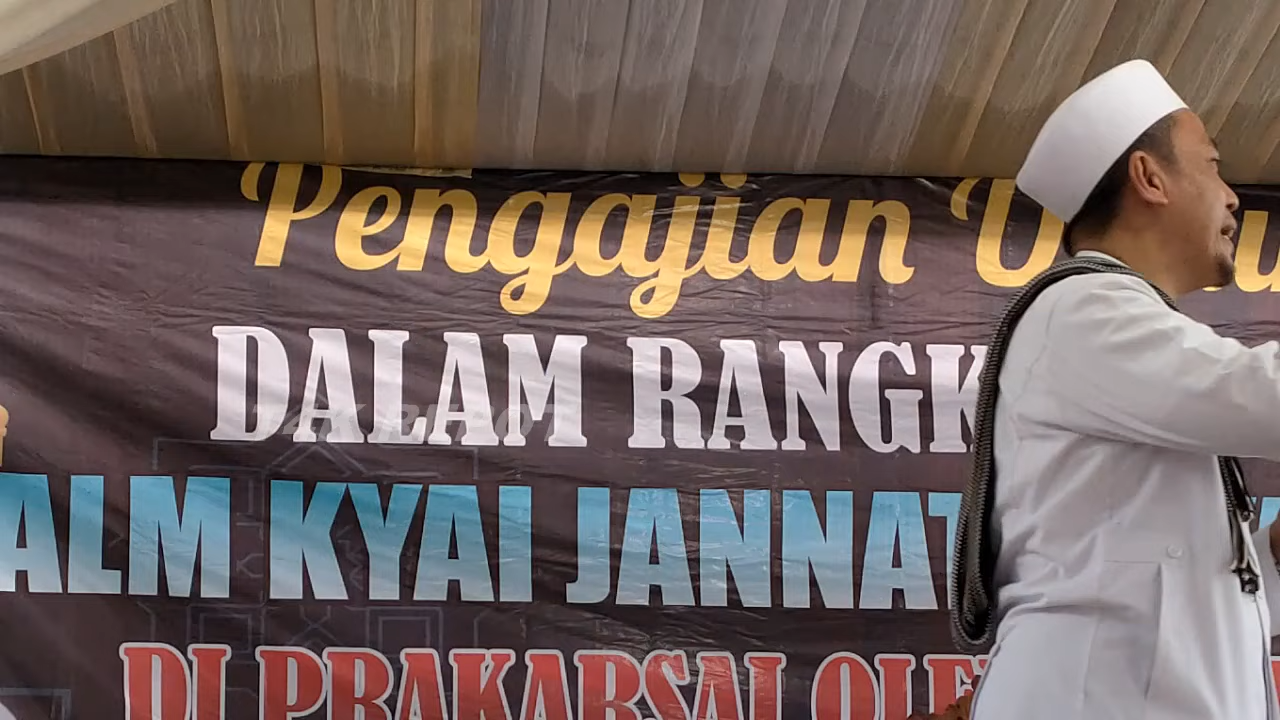 Pengajian U
DALAM RANGK
ALM KYAI JANNAT
DI PRAKARSAI OLEH